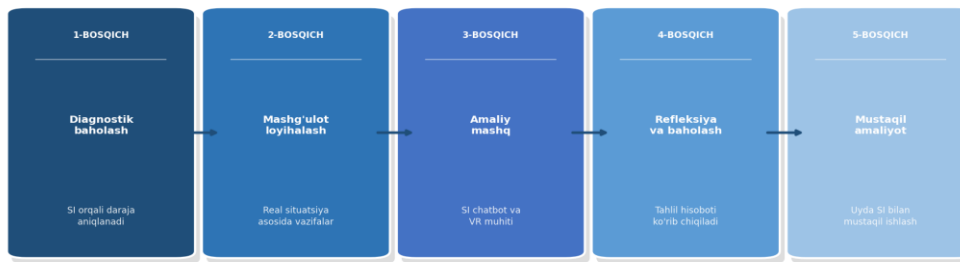 1-BOSQICH
Diagnostik
baholash
SI orqali daraja
aniqlanadi
2-BOSQICH
Mashg'ulot
loyihalash
Real situatsiya
asosida vazifalar
3-BOSQICH
Amaliy
mashq
SI chatbot va
VR muhiti
4-BOSQICH
Refleksiya
va baholash
Tahlil hisoboti
ko'rib chiqiladi
5-BOSQICH
Mustaqil
amaliyot
Uyda SI bilan
mustaqil ishlash